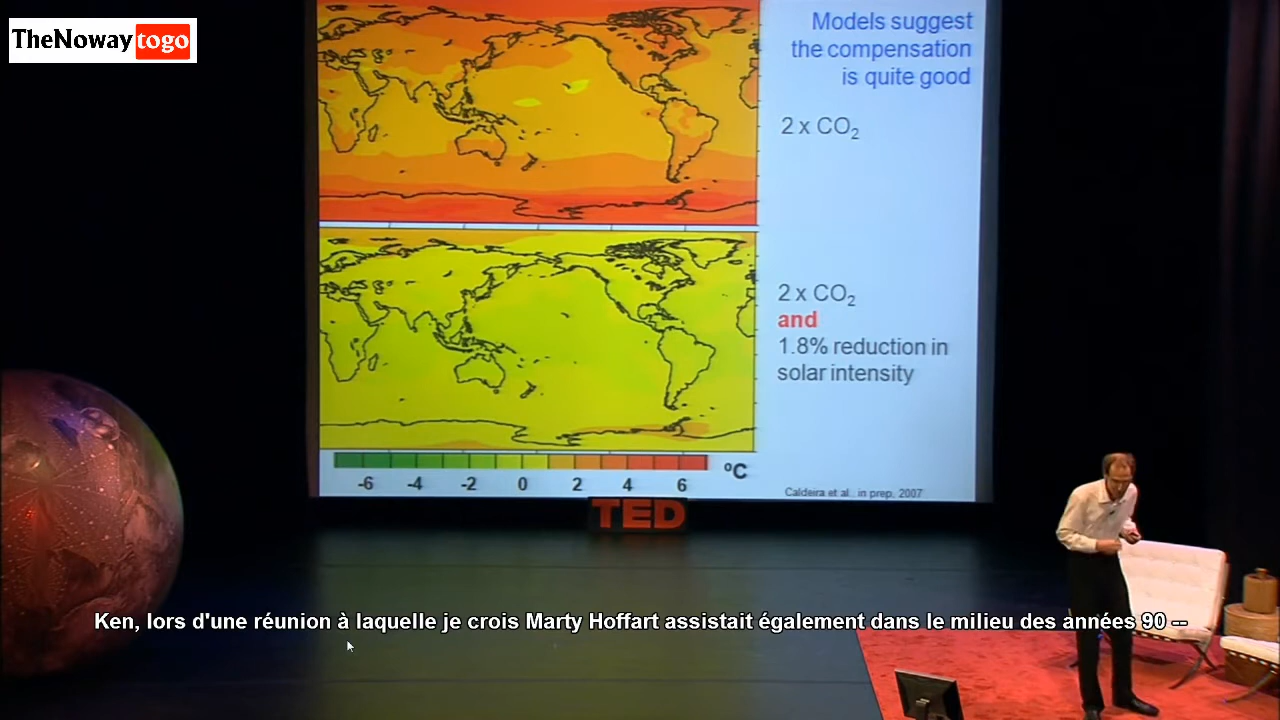 TheNowaytogo
Models suggest
the compensation
is quite good
2 x CO₂
2 x CO₂
and
1.8% reduction in
solar intensity
-6 -4 -2 0 2 4 6 ºC
Caldeira et al., in prep, 2007
TED
Ken, lors d'une réunion à laquelle je crois Marty Hoffart assistait également dans le milieu des années 90 --